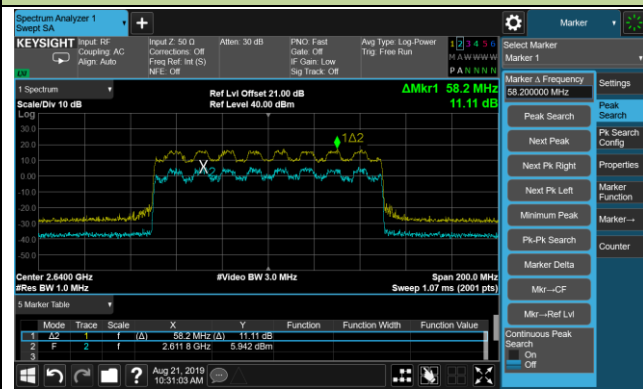 Spectrum Analyzer 1
Swept SA
+
Marker
KEYSIGHT
Input: RF
Coupling: AC
Align: Auto
Input Z: 50 Ω
Corrections: Off
Freq Ref: Int (S)
NFE: Off
Atten: 30 dB
PNO: Fast
Gate: Off
IF Gain: Low
Sig Track: Off
Avg Type: Log-Power
Trig: Free Run
1 2 3 4 5 6
M A W W W W
P A N N N N
Select Marker
Marker 1
LW
1 Spectrum
Scale/Div 10 dB
Ref Lvl Offset 21.00 dB
Ref Level 40.00 dBm
ΔMkr1 58.2 MHz
11.11 dB
Log
30.0
20.0
10.0
0.00
-10.0
-20.0
-30.0
-40.0
-50.0
1Δ2
X2
Center 2.6400 GHz
#Res BW 1.0 MHz
#Video BW 3.0 MHz
Span 200.0 MHz
Sweep 1.07 ms (2001 pts)
5 Marker Table
Mode Trace Scale X Y Function Function Width Function Value
1 Δ2 1 f (Δ) 58.2 MHz (Δ) 11.11 dB
2 F 2 f 2.611 8 GHz 5.942 dBm
3
Marker Δ Frequency
58.200000 MHz
Peak Search
Next Peak
Next Pk Right
Next Pk Left
Minimum Peak
Pk-Pk Search
Marker Delta
Mkr→CF
Mkr→Ref Lvl
Continuous Peak
Search
On
Off
Settings
Peak
Search
Pk Search
Config
Properties
Marker
Function
Marker→
Counter
?
Aug 21, 2019
10:31:03 AM